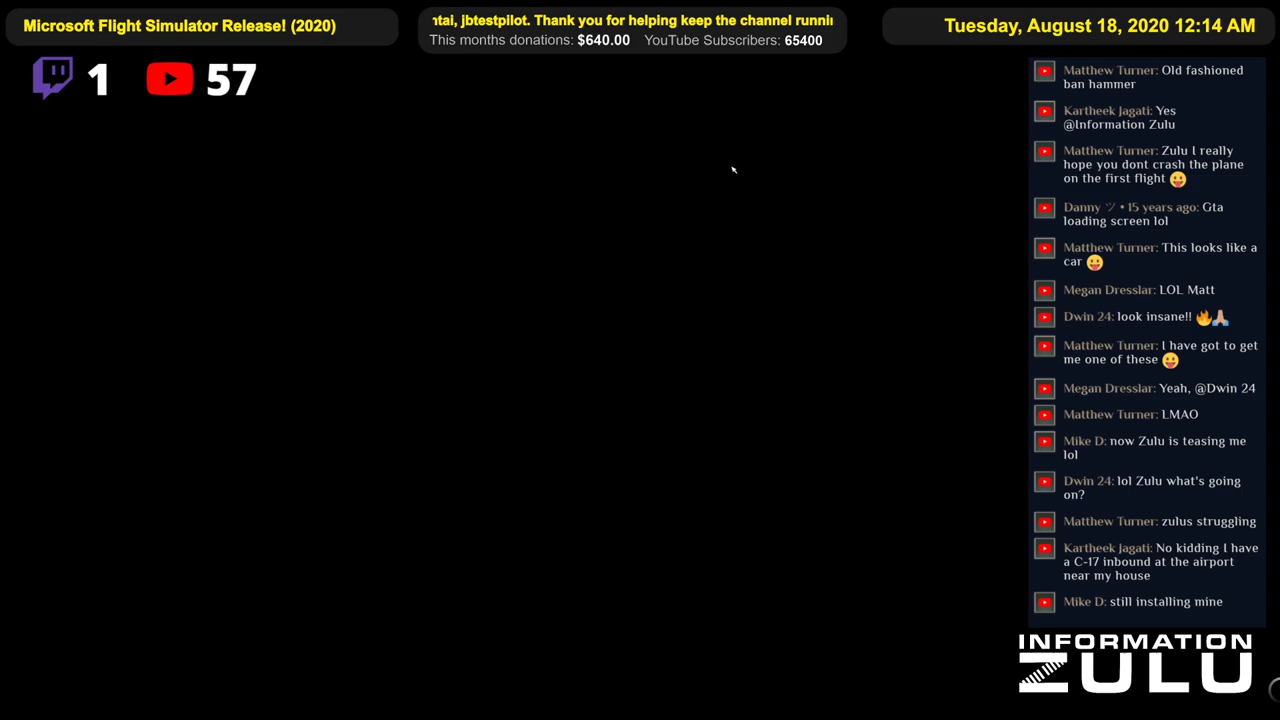 Microsoft Flight Simulator Release! (2020)
ntai, jbtestpilot. Thank you for helping keep the channel runnin
This months donations: $640.00 YouTube Subscribers: 65400
Tuesday, August 18, 2020 12:14 AM
1 57
Matthew Turner: Old fashioned
ban hammer
Kartheek Jagati: Yes
@Information Zulu
Matthew Turner: Zulu I really
hope you dont crash the plane
on the first flight 😛
Danny ツ • 15 years ago: Gta
loading screen lol
Matthew Turner: This looks like a
car 😛
Megan Dresslar: LOL Matt
Dwin 24: look insane!! 🔥🙏🏼
Matthew Turner: I have got to get
me one of these 😛
Megan Dresslar: Yeah, @Dwin 24
Matthew Turner: LMAO
Mike D: now Zulu is teasing me
lol
Dwin 24: lol Zulu what's going
on?
Matthew Turner: zulus struggling
Kartheek Jagati: No kidding I have
a C-17 inbound at the airport
near my house
Mike D: still installing mine
INFORMATION
ZULU